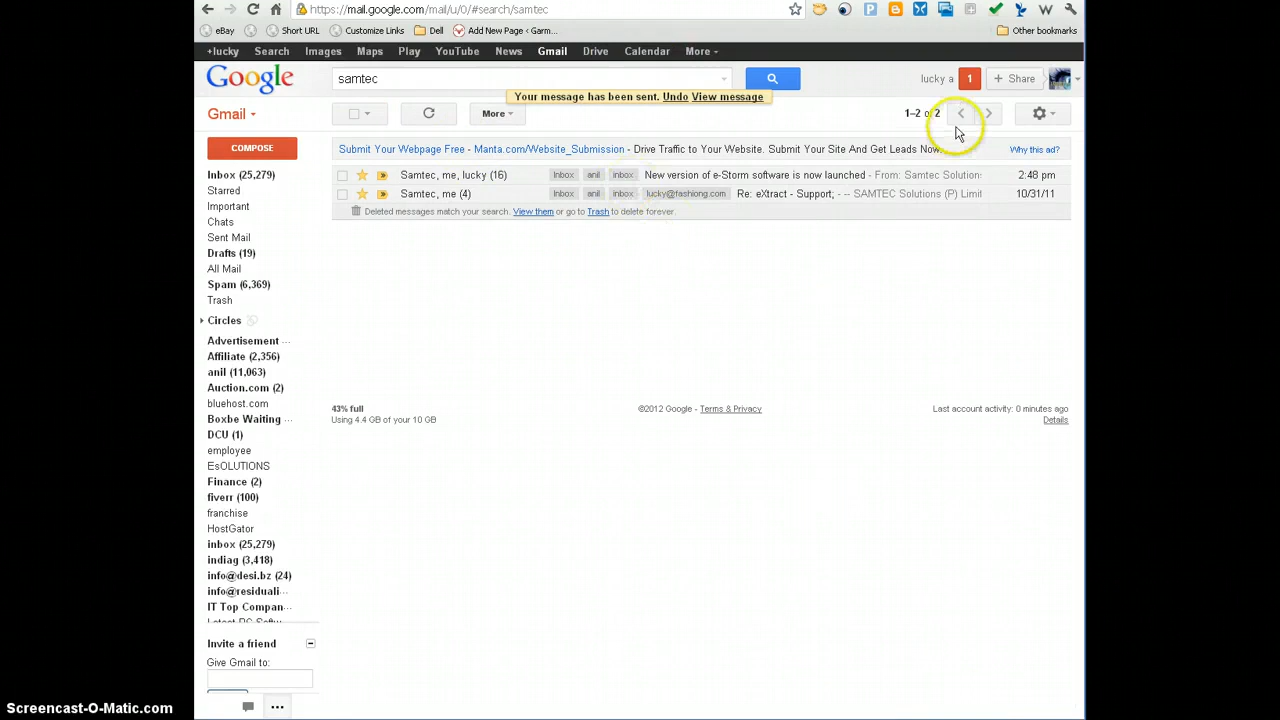 https://mail.google.com/mail/u/0/#search/samtec
eBay Short URL Customize Links Dell Add New Page < Garm... Other bookmarks
+lucky Search Images Maps Play YouTube News Gmail Drive Calendar More
Google samtec lucky a 1 + Share
Your message has been sent. Undo View message
Gmail More 1–2 of 2
COMPOSE
Submit Your Webpage Free - Manta.com/Website_Submission - Drive Traffic to Your Website. Submit Your Site And Get Leads Now. Why this ad?
Samtec, me, lucky (16) Inbox anil inbox New version of e-Storm software is now launched - From: Samtec Solution 2:48 pm
Samtec, me (4) Inbox anil inbox lucky@fashiong.com Re: eXtract - Support; - -- SAMTEC Solutions (P) Limit 10/31/11
Deleted messages match your search. View them or go to Trash to delete forever.
Inbox (25,279)
Starred
Important
Chats
Sent Mail
Drafts (19)
All Mail
Spam (6,369)
Trash
Circles
Advertisement ...
Affiliate (2,356)
anil (11,063)
Auction.com (2)
bluehost.com
Boxbe Waiting ...
DCU (1)
employee
EsOLUTIONS
Finance (2)
fiverr (100)
franchise
HostGator
inbox (25,279)
indiag (3,418)
info@desi.bz (24)
info@residuali...
IT Top Compan...
43% full
Using 4.4 GB of your 10 GB
©2012 Google - Terms & Privacy
Last account activity: 0 minutes ago
Details
Invite a friend
Give Gmail to:
Screencast-O-Matic.com